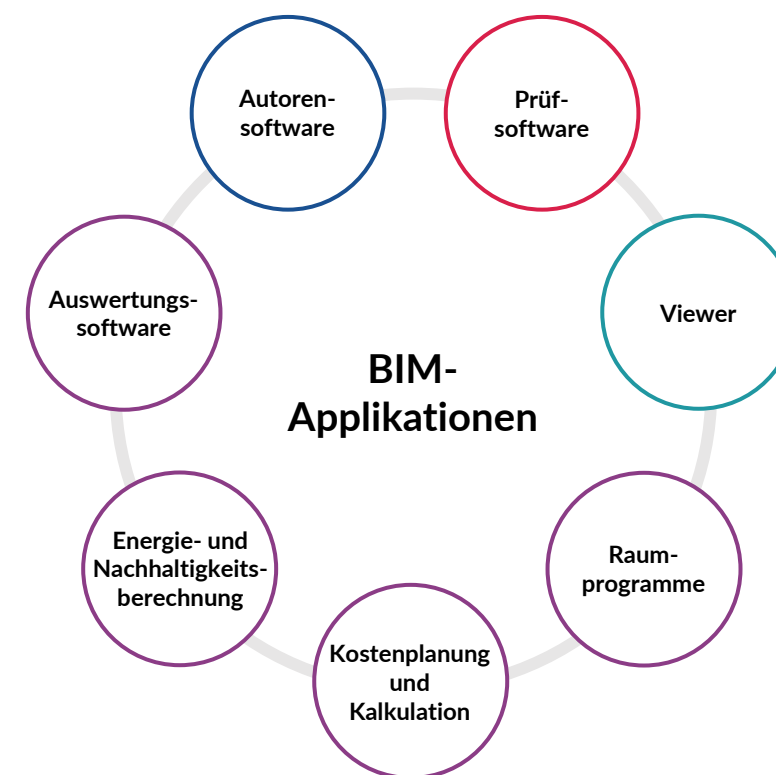 Autoren-
software
Prüf-
software
Auswertungs-
software
Viewer
BIM-
Applikationen
Energie- und
Nachhaltigkeits-
berechnung
Raum-
programme
Kostenplanung
und
Kalkulation